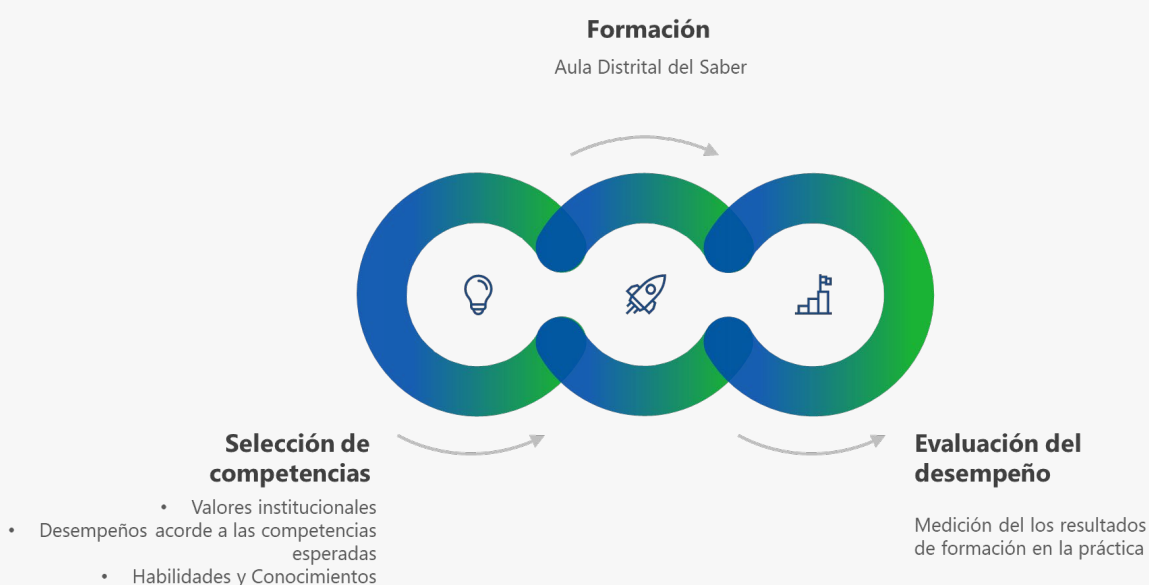 Formación
Aula Distrital del Saber
Selección de
competencias
• Valores institucionales
• Desempeños acorde a las competencias
esperadas
• Habilidades y Conocimientos
Evaluación del
desempeño
Medición del los resultados
de formación en la práctica